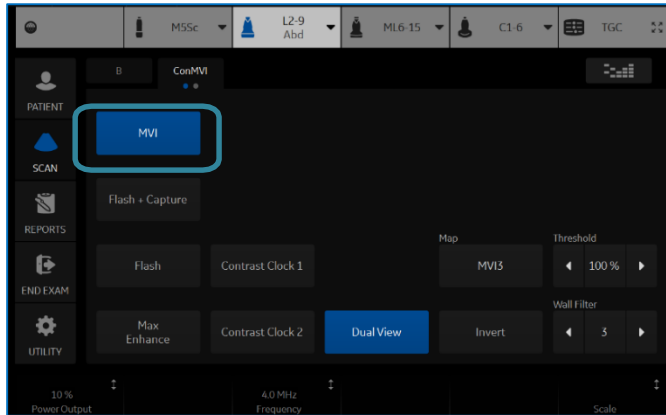 M5Sc
L2-9
Abd
ML6-15
C1-6
TGC
PATIENT
SCAN
REPORTS
END EXAM
UTILITY
B
ConMVI
MVI
Flash + Capture
Flash
Contrast Clock 1
Map
MVI3
Threshold
100 %
Max
Enhance
Contrast Clock 2
Dual View
Invert
Wall Filter
3
10 %
Power Output
4.0 MHz
Frequency
Scale